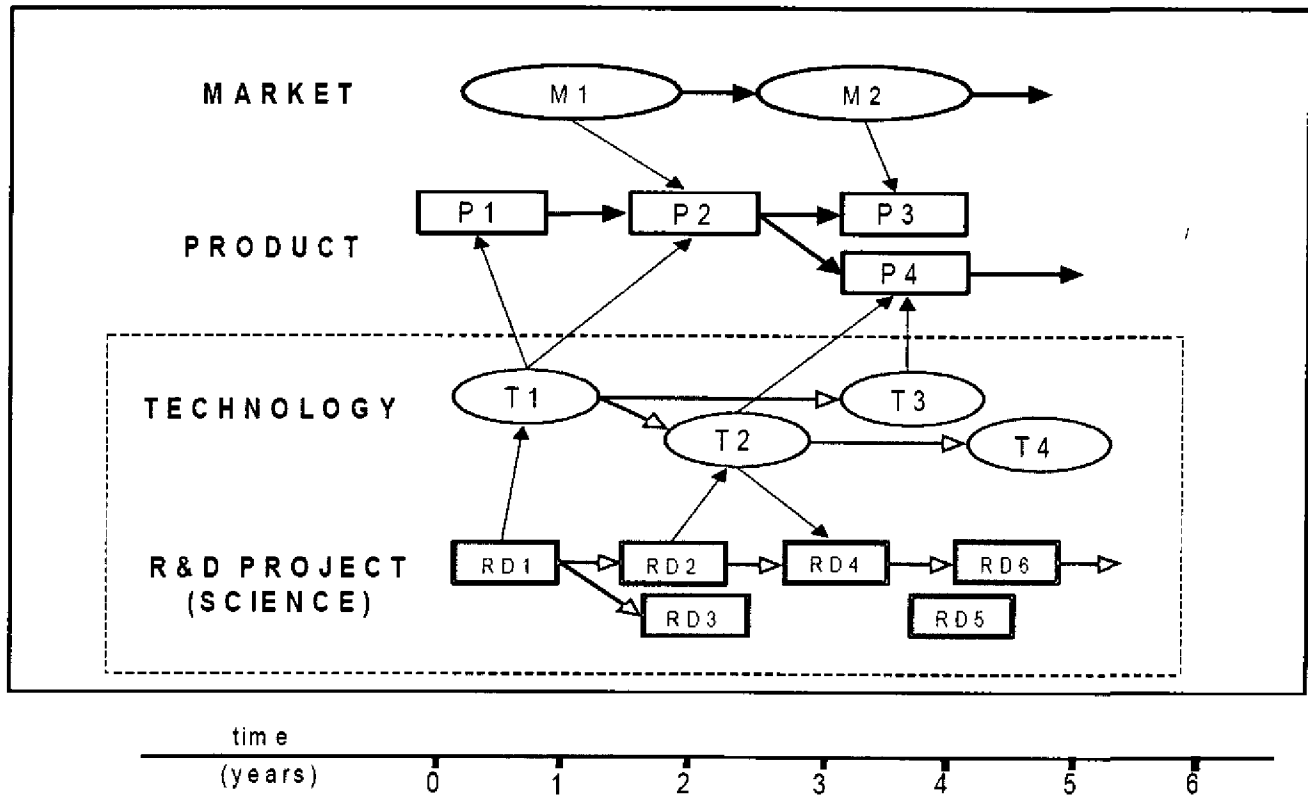 MARKET
M1
M2
P1
P2
P3
PRODUCT
P4
TECHNOLOGY
T1
T3
T2
T4
R&D PROJECT
(SCIENCE)
RD1
RD2
RD4
RD6
RD3
RD5
time
(years)
0
1
2
3
4
5
6